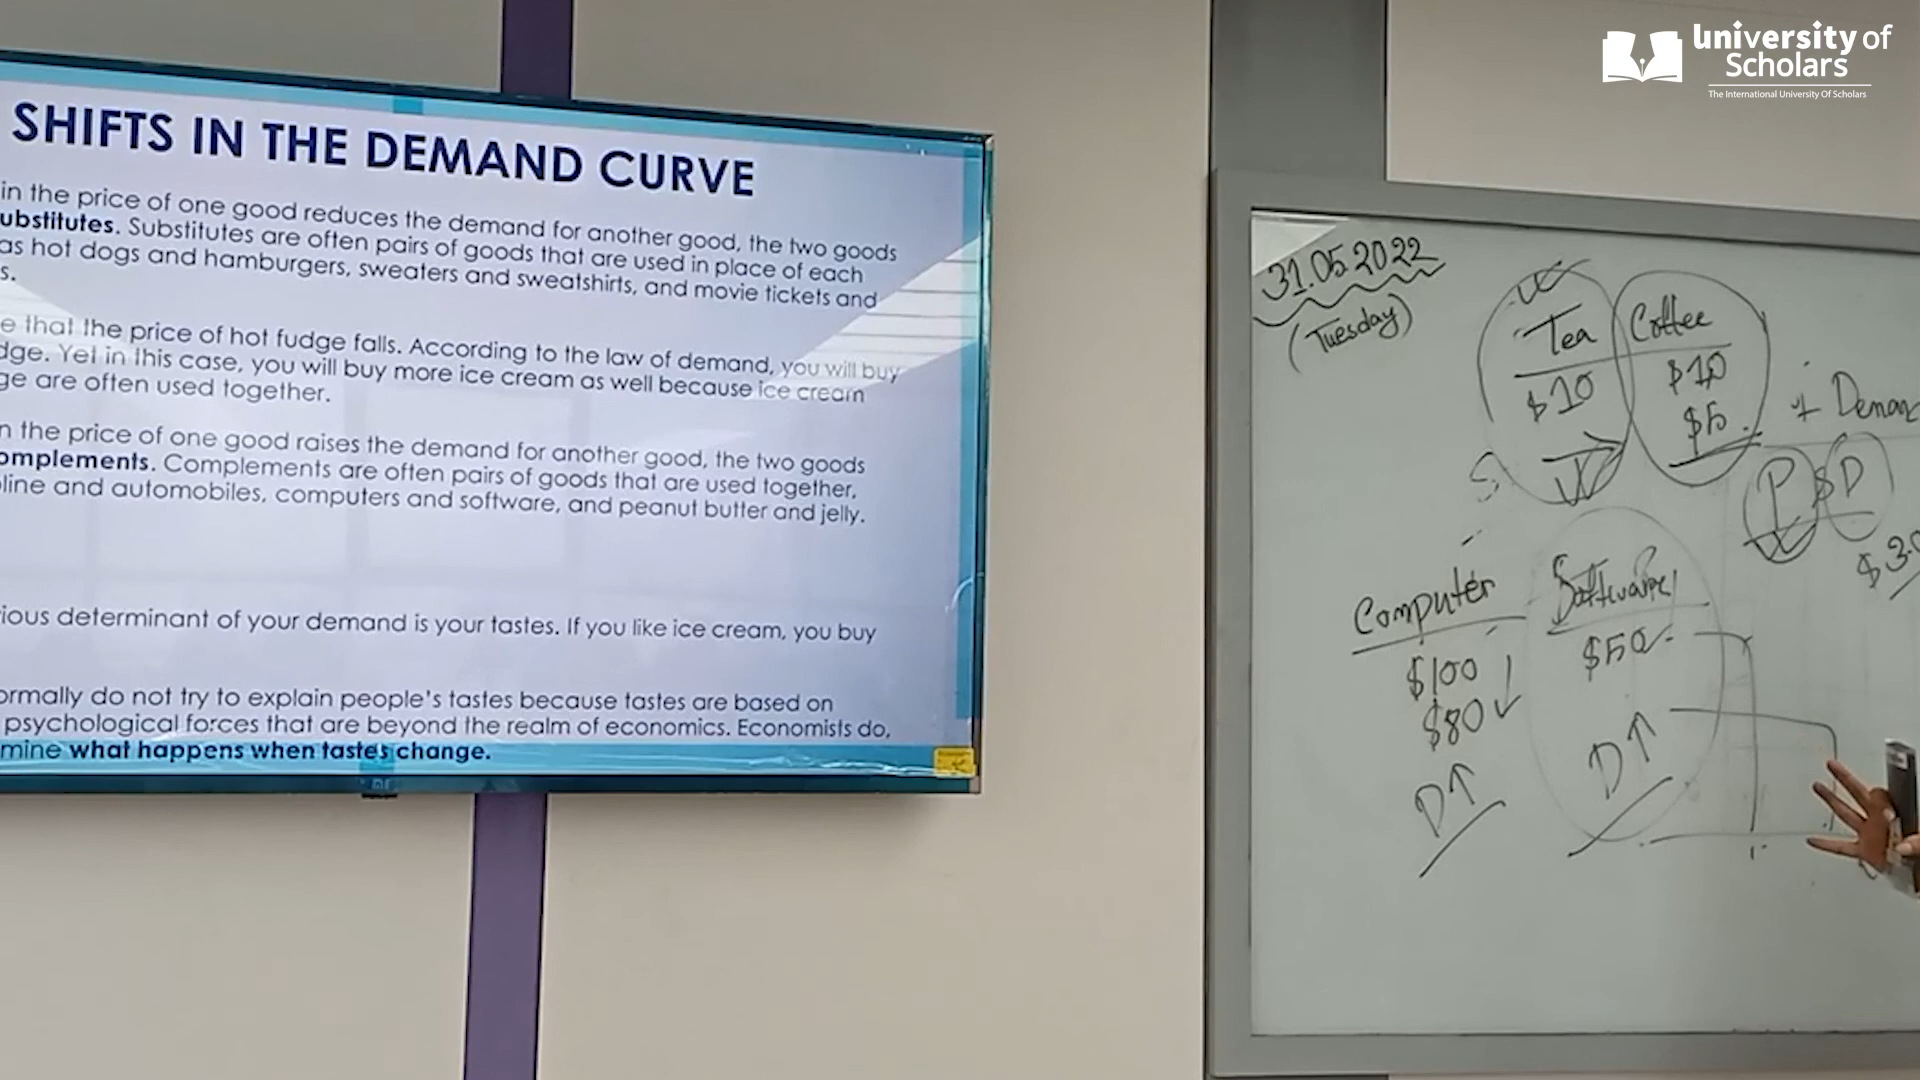 university of
Scholars
The International University Of Scholars
SHIFTS IN THE DEMAND CURVE
in the price of one good reduces the demand for another good, the two goods
ubstitutes. Substitutes are often pairs of goods that are used in place of each
as hot dogs and hamburgers, sweaters and sweatshirts, and movie tickets and
s.
e that the price of hot fudge falls. According to the law of demand, you will buy
dge. Yet in this case, you will buy more ice cream as well because ice cream
ge are often used together.
n the price of one good raises the demand for another good, the two goods
omplements. Complements are often pairs of goods that are used together,
line and automobiles, computers and software, and peanut butter and jelly.
ious determinant of your demand is your tastes. If you like ice cream, you buy
ormally do not try to explain people's tastes because tastes are based on
psychological forces that are beyond the realm of economics. Economists do,
mine what happens when tastes change.
31.05.2022
(Tuesday)
Tea Coffee
$10 $10
$5
Demand
P $ D
$3.0
Computer Software
$100 $50
$80
D↑ D↑